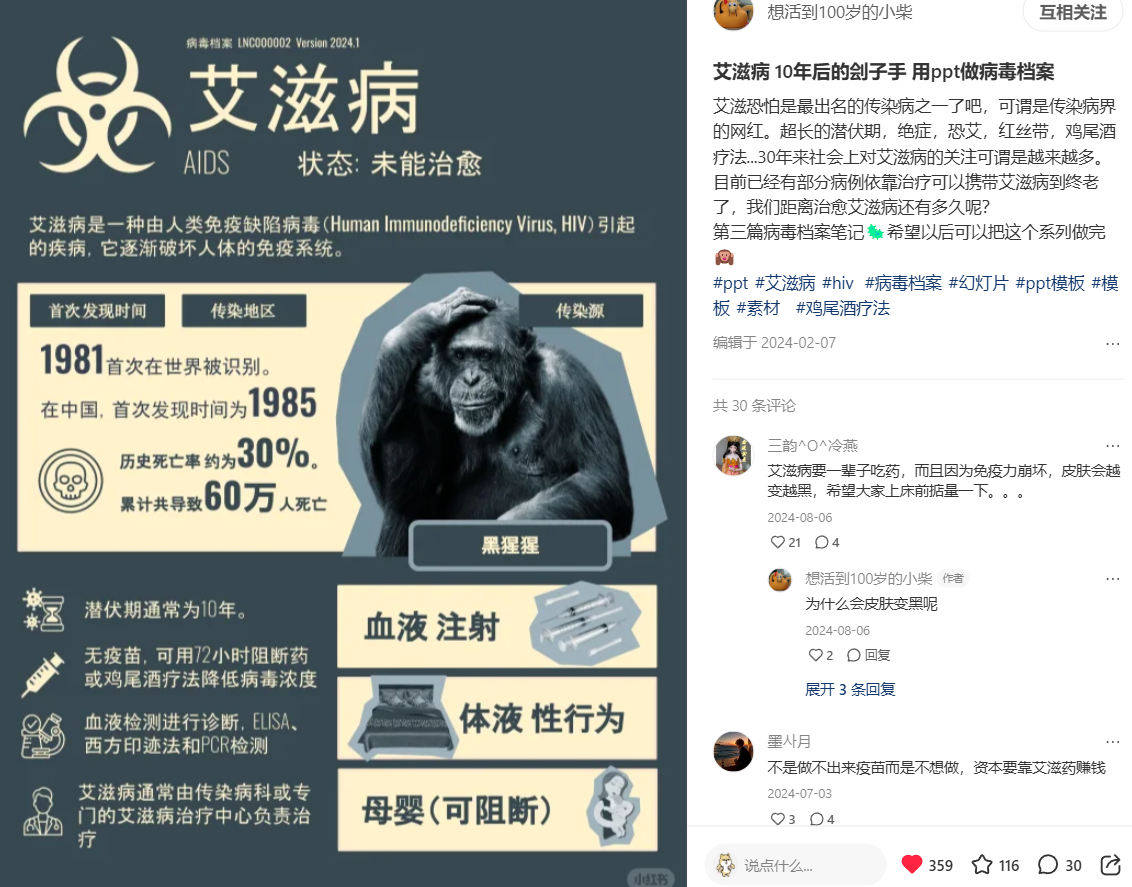 病毒档案 LNC000002 Version 2024.1
艾滋病
AIDS
状态: 未能治愈
艾滋病是一种由人类免疫缺陷病毒(Human Immunodeficiency Virus, HIV)引起
的疾病, 它逐渐破坏人体的免疫系统。
首次发现时间
传染地区
传染源
1981首次在世界被识别。
在中国, 首次发现时间为1985
历史死亡率 约为30%。
累计共导致60万人死亡
黑猩猩
潜伏期通常为10年。
无疫苗, 可用72小时阻断药
或鸡尾酒疗法降低病毒浓度
血液检测进行诊断, ELISA、
西方印迹法和PCR检测
艾滋病通常由传染病科或专
门的艾滋病治疗中心负责治
疗
血液 注射
体液 性行为
母婴(可阻断)
小红书
想活到100岁的小柴
互相关注
艾滋病 10年后的刽子手 用ppt做病毒档案
艾滋恐怕是最出名的传染病之一了吧，可谓是传染病界
的网红。超长的潜伏期，绝症，恐艾，红丝带，鸡尾酒
疗法...30年来社会上对艾滋病的关注可谓是越来越多。
目前已经有部分病例依靠治疗可以携带艾滋病到终老
了，我们距离治愈艾滋病还有多久呢?
第三篇病毒档案笔记🦠希望以后可以把这个系列做完
🙉
#ppt #艾滋病 #hiv #病毒档案 #幻灯片 #ppt模板 #模
板 #素材 #鸡尾酒疗法
编辑于 2024-02-07
共 30 条评论
三韵^O^冷燕
艾滋病要一辈子吃药，而且因为免疫力崩坏，皮肤会越
变越黑，希望大家上床前掂量一下。。。
2024-08-06
21 4
想活到100岁的小柴 作者
为什么会皮肤变黑呢
2024-08-06
2 回复
展开 3 条回复
墨사月
不是做不出来疫苗而是不想做，资本要靠艾滋药赚钱
2024-07-03
3 4
说点什么...
359 116 30